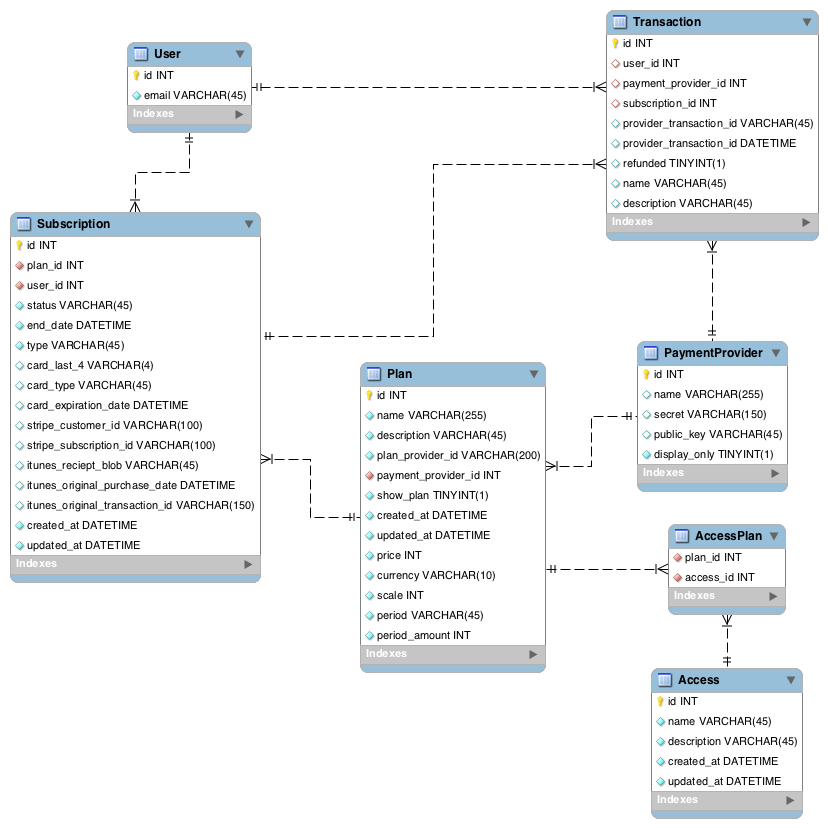 User
id INT
email VARCHAR(45)
Indexes
Transaction
id INT
user_id INT
payment_provider_id INT
subscription_id INT
provider_transaction_id VARCHAR(45)
provider_transaction_id DATETIME
refunded TINYINT(1)
name VARCHAR(45)
description VARCHAR(45)
Indexes
Subscription
id INT
plan_id INT
user_id INT
status VARCHAR(45)
end_date DATETIME
type VARCHAR(45)
card_last_4 VARCHAR(4)
card_type VARCHAR(45)
card_expiration_date DATETIME
stripe_customer_id VARCHAR(100)
stripe_subscription_id VARCHAR(100)
itunes_reciept_blob VARCHAR(45)
itunes_original_purchase_date DATETIME
itunes_original_transaction_id VARCHAR(150)
created_at DATETIME
updated_at DATETIME
Indexes
Plan
id INT
name VARCHAR(255)
description VARCHAR(45)
plan_provider_id VARCHAR(200)
payment_provider_id INT
show_plan TINYINT(1)
created_at DATETIME
updated_at DATETIME
price INT
currency VARCHAR(10)
scale INT
period VARCHAR(45)
period_amount INT
Indexes
PaymentProvider
id INT
name VARCHAR(255)
secret VARCHAR(150)
public_key VARCHAR(45)
display_only TINYINT(1)
Indexes
AccessPlan
plan_id INT
access_id INT
Indexes
Access
id INT
name VARCHAR(45)
description VARCHAR(45)
created_at DATETIME
updated_at DATETIME
Indexes